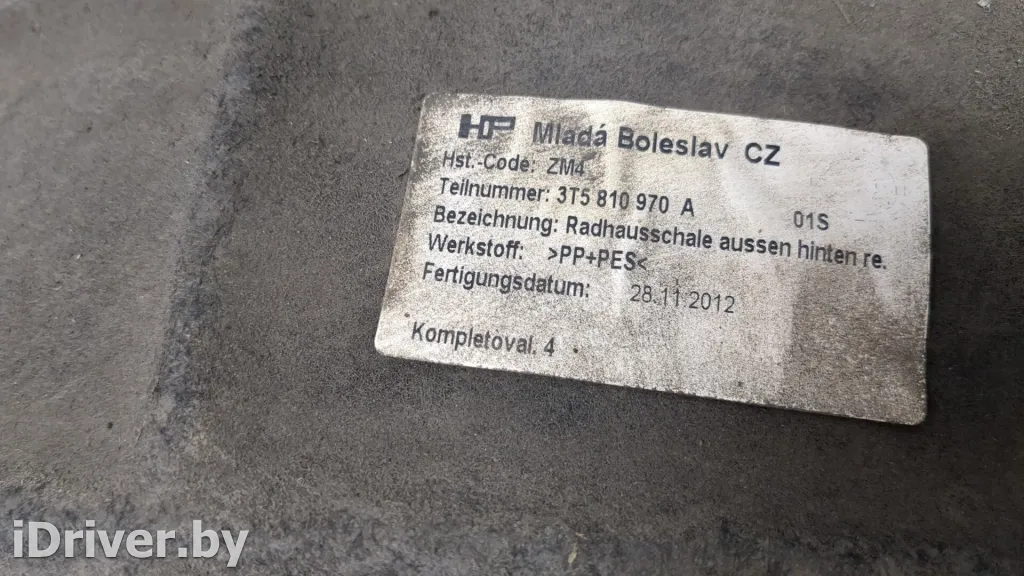 HP Mladá Boleslav CZ
Hst.-Code: ZM4
Teilnummer: 3T5 810 970 A 01S
Bezeichnung: Radhausschale aussen hinten re.
Werkstoff: >PP+PES<
Fertigungsdatum: 28.11.2012
Kompletoval. 4
iDriver.by